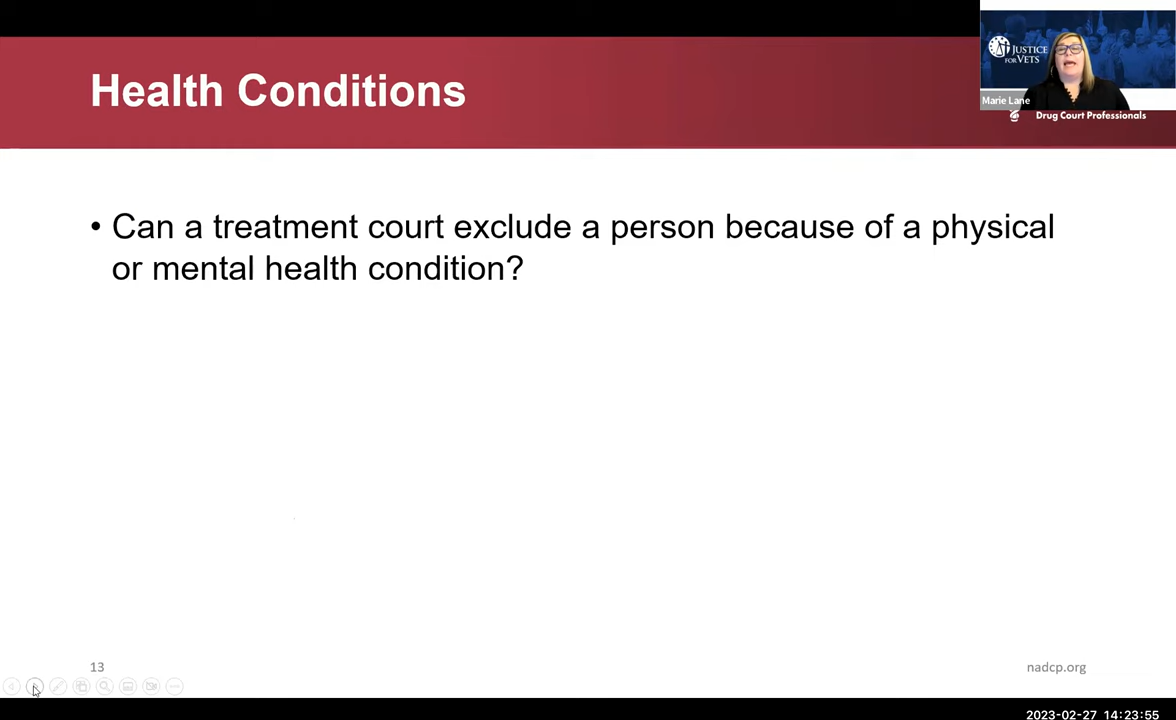 Health Conditions
JUSTICE
FOR VETS
Marie Lane
Drug Court Professionals
• Can a treatment court exclude a person because of a physical
or mental health condition?
13
nadcp.org
2023-02-27 14:23:55